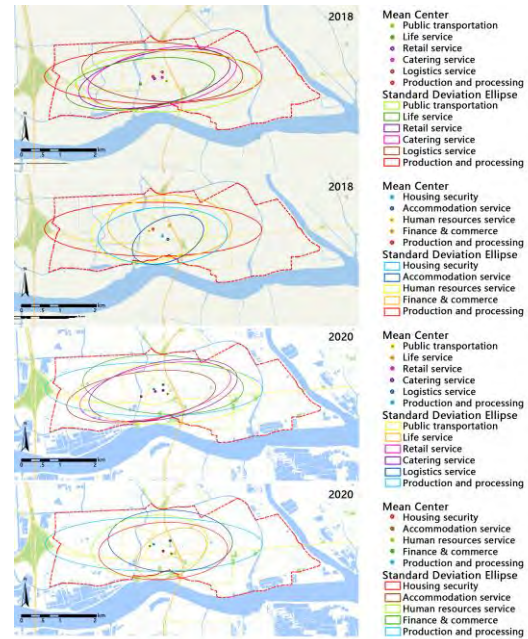 2018
Mean Center
Public transportation
Life service
Retail service
Catering service
Logistics service
Production and processing
Standard Deviation Ellipse
Public transportation
Life service
Retail service
Catering service
Logistics service
Production and processing
2018
Mean Center
Housing security
Accommodation service
Human resources service
Finance & commerce
Production and processing
Standard Deviation Ellipse
Housing security
Accommodation service
Human resources service
Finance & commerce
Production and processing
2020
Mean Center
Public transportation
Life service
Retail service
Catering service
Logistics service
Production and processing
Standard Deviation Ellipse
Public transportation
Life service
Retail service
Catering service
Logistics service
Production and processing
2020
Mean Center
Housing security
Accommodation service
Human resources service
Finance & commerce
Production and processing
Standard Deviation Ellipse
Housing security
Accommodation service
Human resources service
Finance & commerce
Production and processing